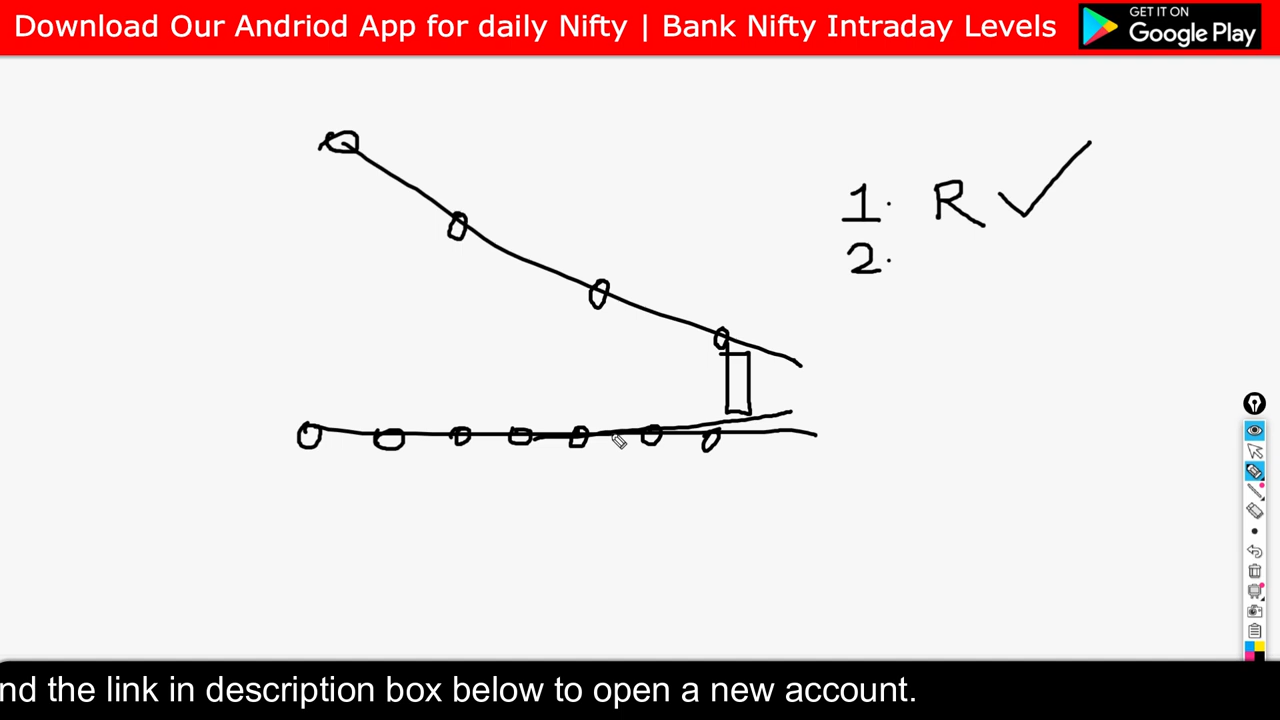 Download Our Andriod App for daily Nifty | Bank Nifty Intraday Levels
GET IT ON
Google Play
1. R ✓
2.
nd the link in description box below to open a new account.